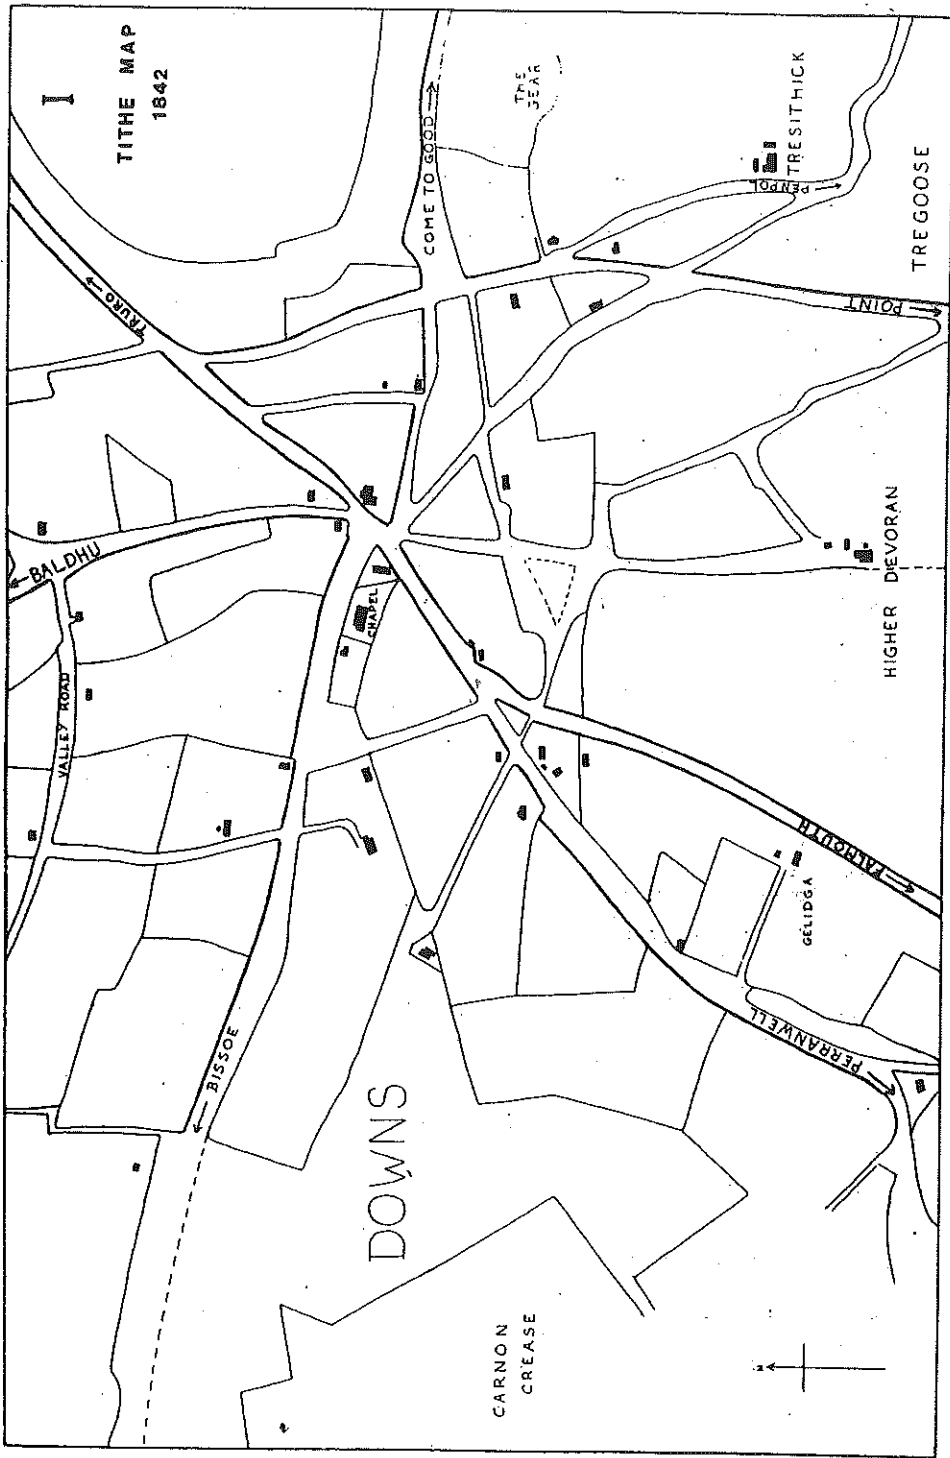 I
TITHE MAP
1842
TRURO
COME TO GOOD
THE
GEAR
TRESITHICK
PENPOL
TREGOOSE
POINT
BALDHU
VALLEY ROAD
CHAPEL
HIGHER DEVORAN
FALMOUTH
GELIDGA
PERRANWELL
BISSOE
DOWNS
CARNON
CREASE
N